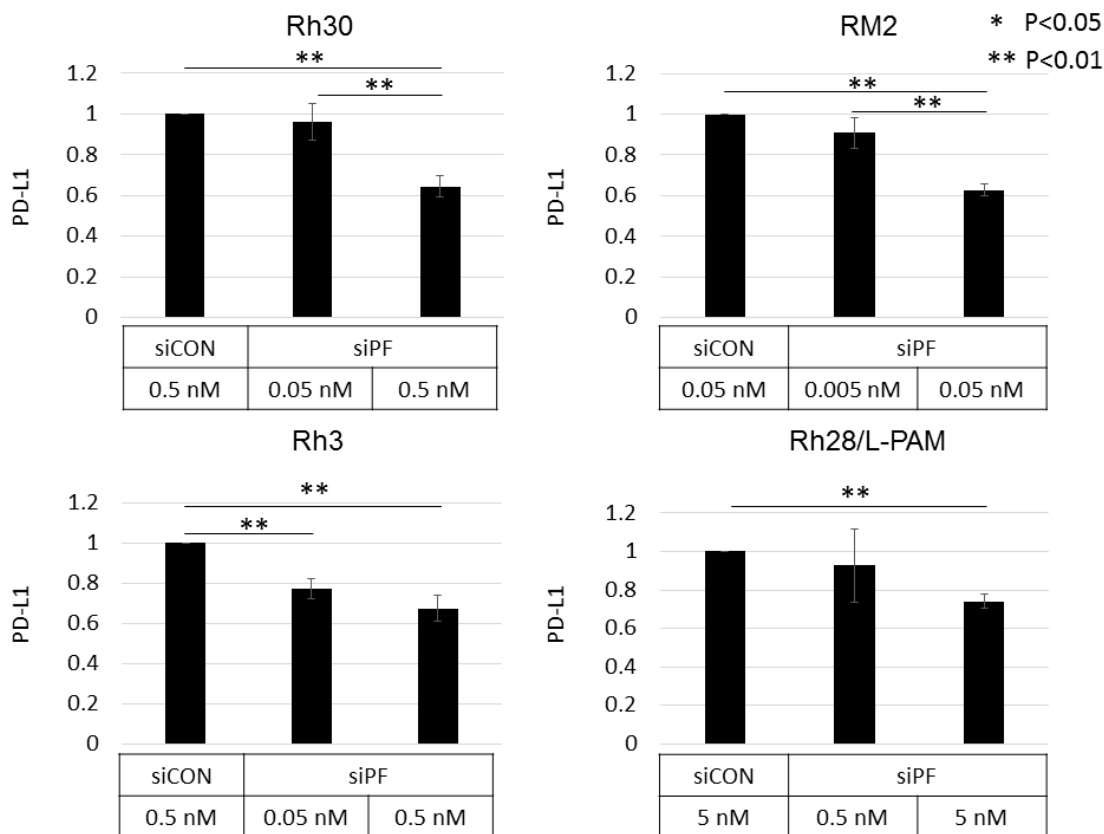 Rh30
**
**
1.2
1
0.8
0.6
0.4
0.2
0
PD-L1
siCON siPF
0.5 nM 0.05 nM 0.5 nM
RM2
* P<0.05
** P<0.01
**
**
1.2
1
0.8
0.6
0.4
0.2
0
PD-L1
siCON siPF
0.05 nM 0.005 nM 0.05 nM
Rh3
**
**
1.2
1
0.8
0.6
0.4
0.2
0
PD-L1
siCON siPF
0.5 nM 0.05 nM 0.5 nM
Rh28/L-PAM
**
1.2
1
0.8
0.6
0.4
0.2
0
PD-L1
siCON siPF
5 nM 0.5 nM 5 nM